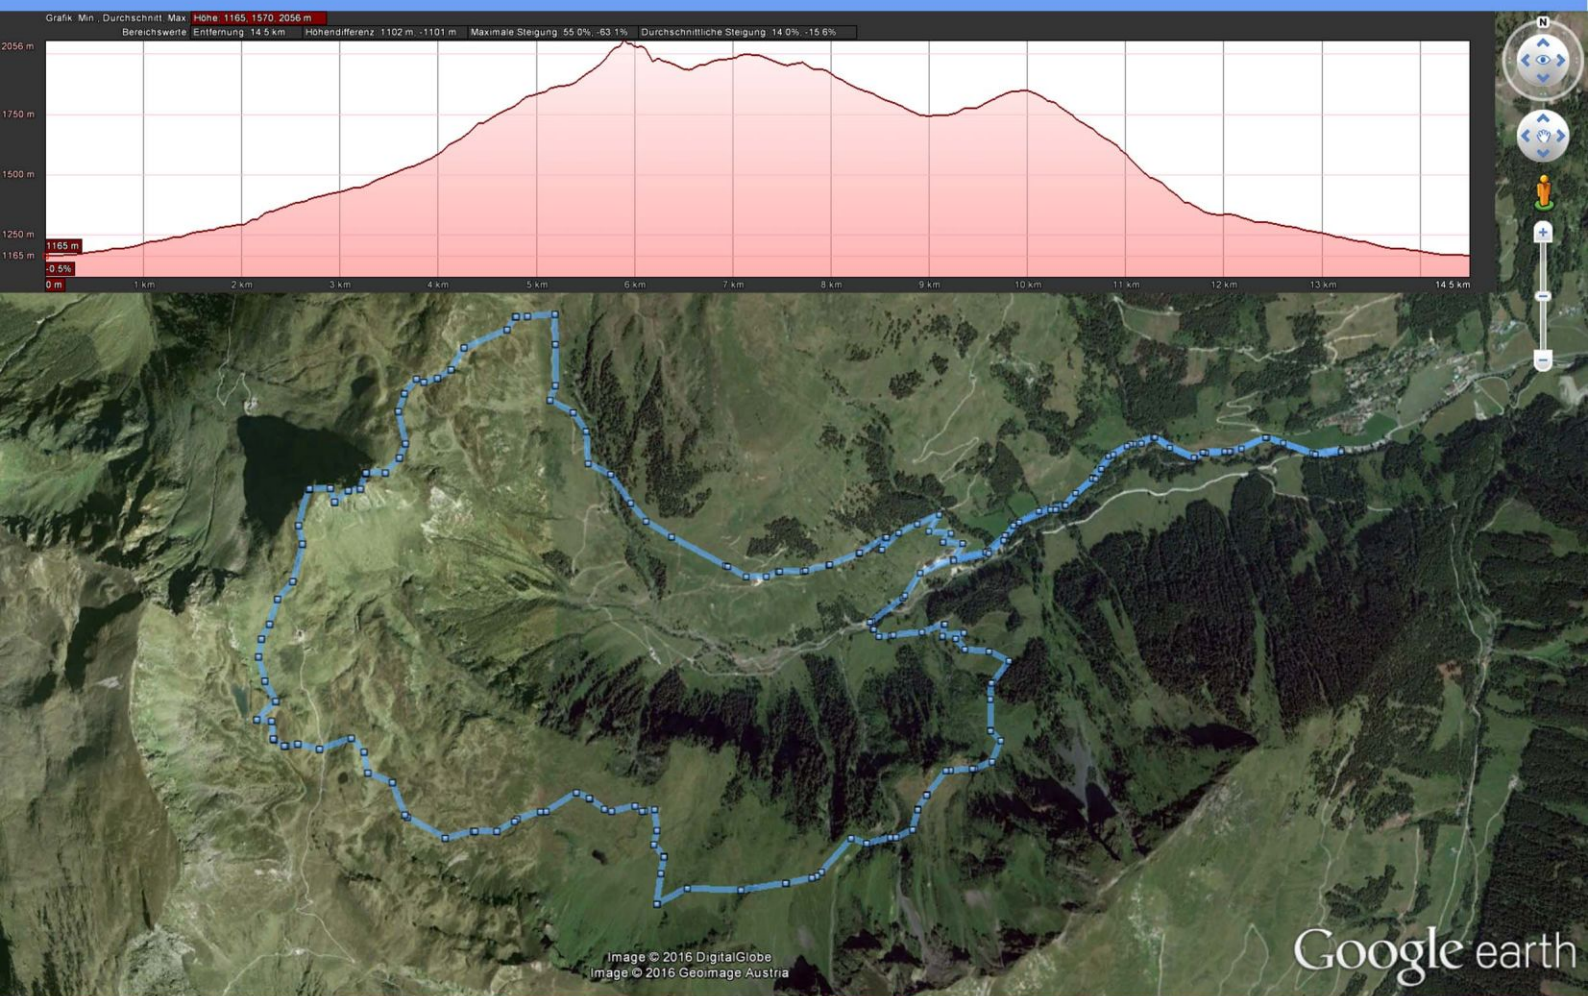 Grafik Min., Durchschnitt, Max. Höhe: 1165, 1570, 2056 m
Bereichswerte Entfernung: 14.5 km Höhendifferenz: 1102 m, -1101 m Maximale Steigung: 55.0%, -63.1% Durchschnittliche Steigung: 14.0%, -15.6%
2056 m
1750 m
1500 m
1250 m
1165 m
1165 m
-0.5%
0 m 1 km 2 km 3 km 4 km 5 km 6 km 7 km 8 km 9 km 10 km 11 km 12 km 13 km 14.5 km
N
Image © 2016 DigitalGlobe
Image © 2016 Geoimage Austria
Google earth